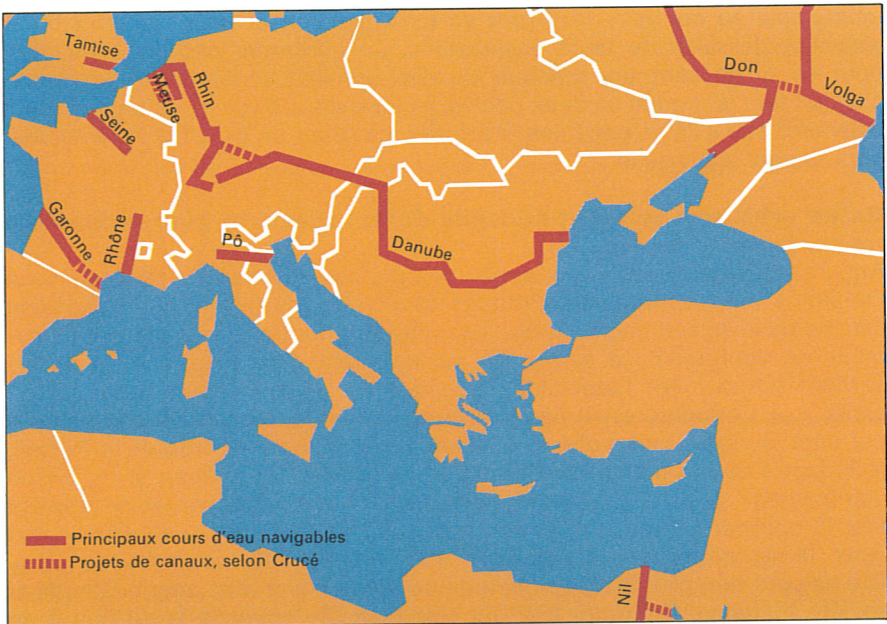 Tamise
Meuse
Rhin
Seine
Don
Volga
Garonne
Rhône
Pô
Danube
Principaux cours d'eau navigables
Projets de canaux, selon Crucé
Nil